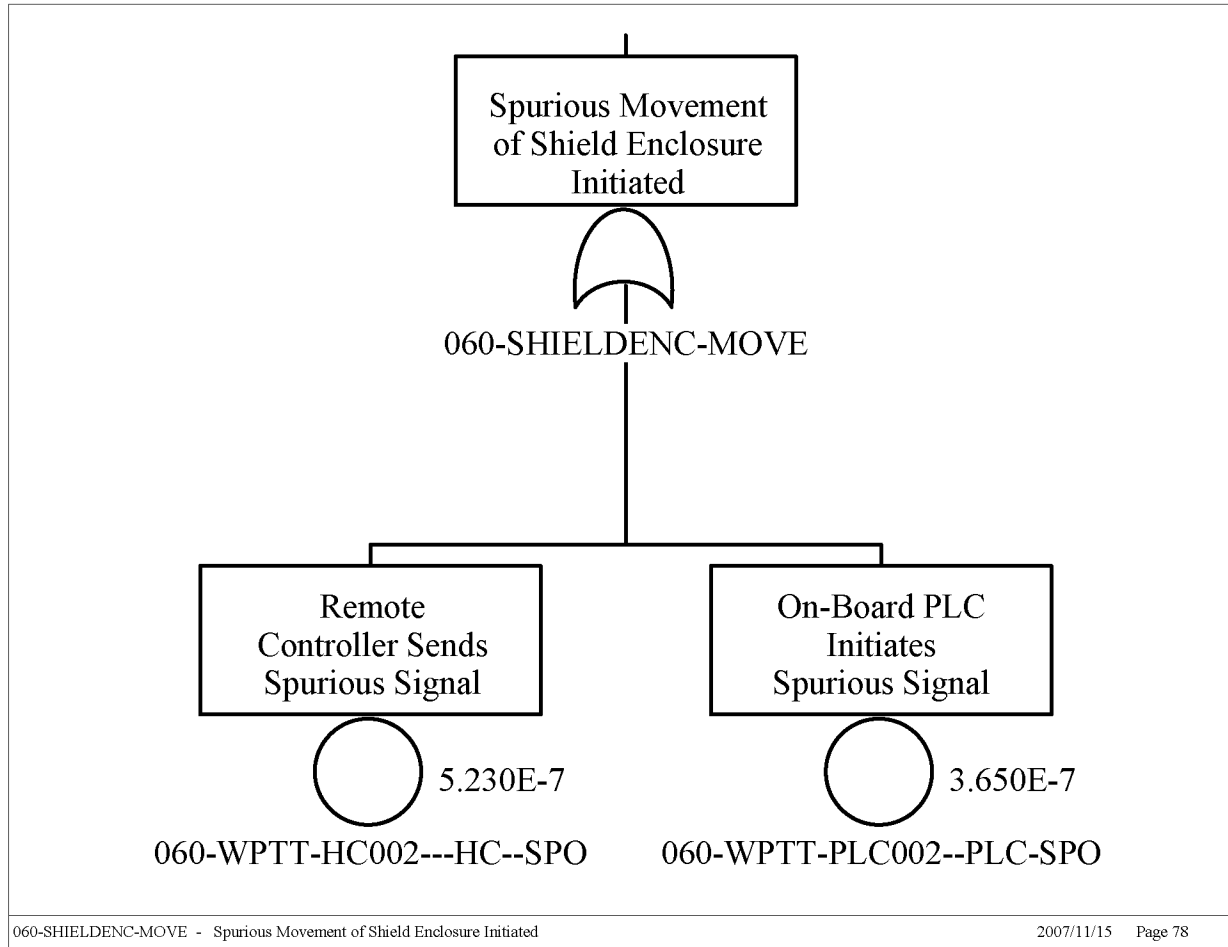 Spurious Movement
of Shield Enclosure
Initiated
060-SHIELDENC-MOVE
Remote
Controller Sends
Spurious Signal
5.230E-7
060-WPTT-HC002---HC--SPO
On-Board PLC
Initiates
Spurious Signal
3.650E-7
060-WPTT-PLC002--PLC-SPO
060-SHIELDENC-MOVE - Spurious Movement of Shield Enclosure Initiated
2007/11/15 Page 78